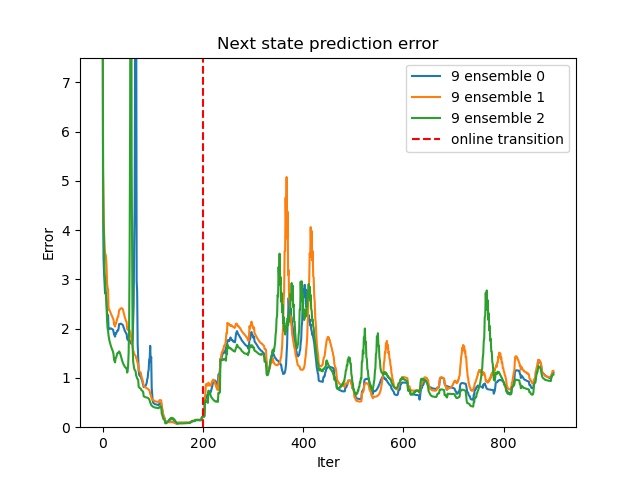 Next state prediction error
9 ensemble 0
9 ensemble 1
9 ensemble 2
online transition
7
6
5
4
3
2
1
0
Error
0
200
400
600
800
Iter